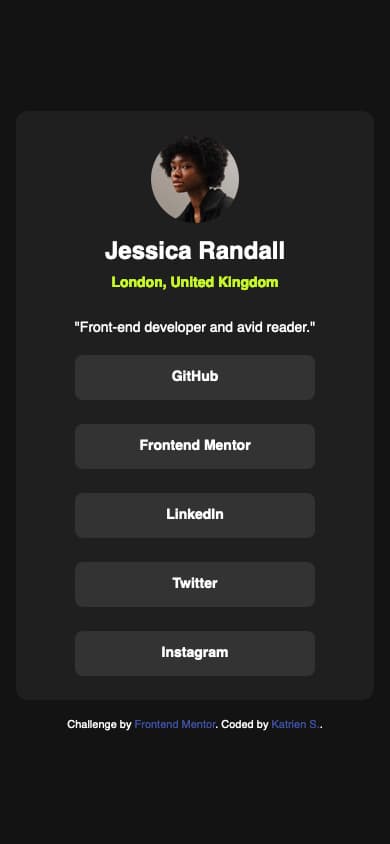 Jessica Randall
London, United Kingdom
"Front-end developer and avid reader."
GitHub
Frontend Mentor
LinkedIn
Twitter
Instagram
Challenge by Frontend Mentor. Coded by Katrien S..